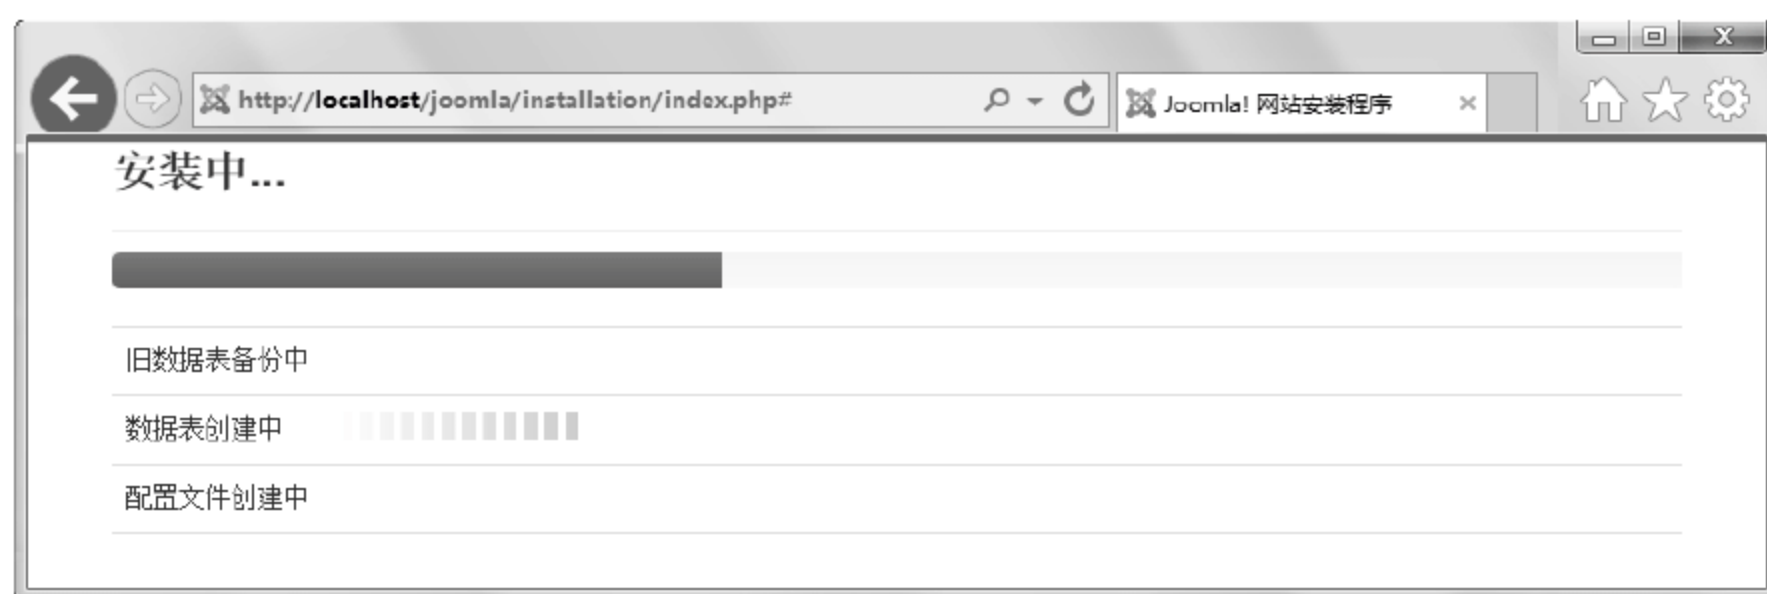 http://localhost/joomla/installation/index.php#
Joomla! 网站安装程序
安装中...
旧数据表备份中
数据表创建中
配置文件创建中